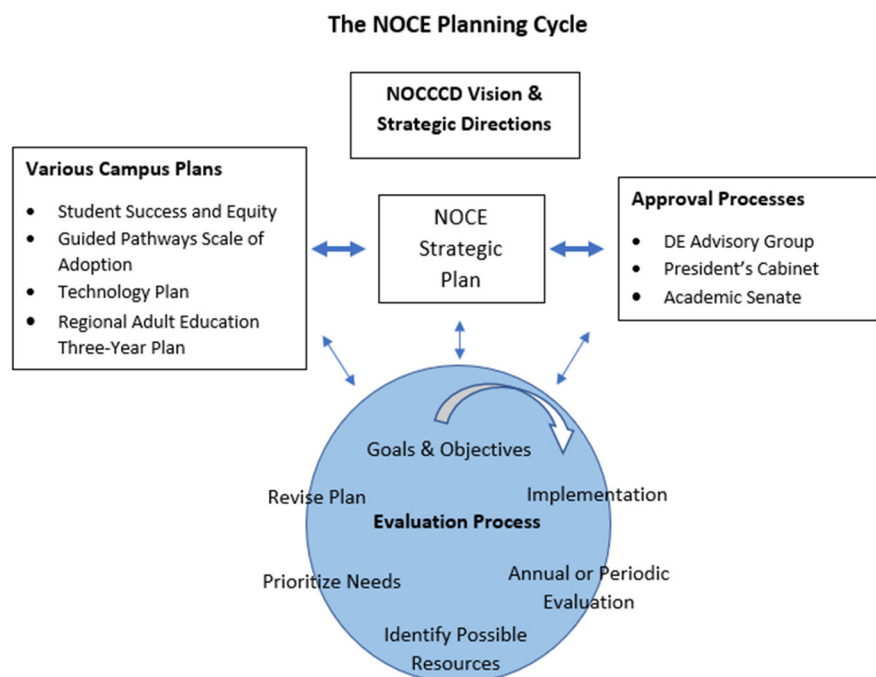 The NOCE Planning Cycle
NOCCCD Vision &
Strategic Directions
Various Campus Plans
• Student Success and Equity
• Guided Pathways Scale of
Adoption
• Technology Plan
• Regional Adult Education
Three-Year Plan
NOCE
Strategic
Plan
Approval Processes
• DE Advisory Group
• President's Cabinet
• Academic Senate
Goals & Objectives
Revise Plan
Implementation
Evaluation Process
Prioritize Needs
Annual or Periodic
Evaluation
Identify Possible
Resources